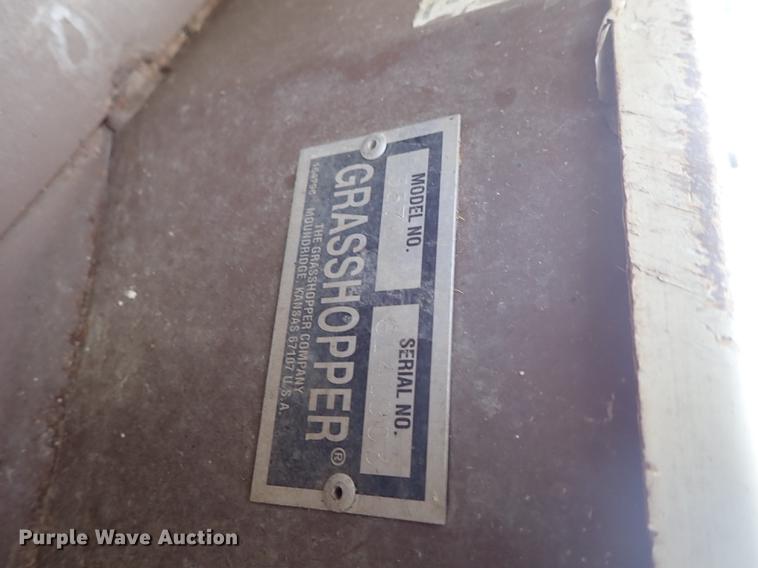 MODEL NO.
SERIAL NO.
GRASSHOPPER®
THE GRASSHOPPER COMPANY
MOUNDRIDGE, KANSAS 67107 U.S.A.
Purple Wave Auction